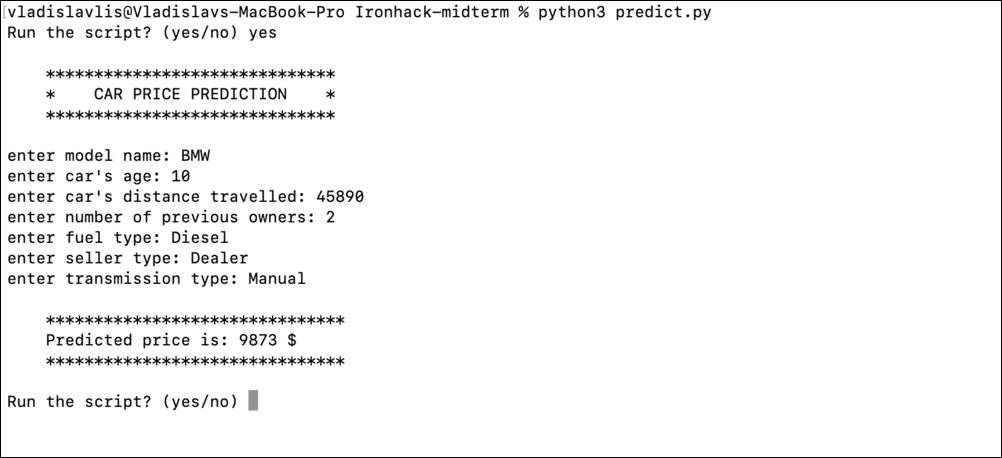 vladislavlis@Vladislavs-MacBook-Pro Ironhack-midterm % python3 predict.py
Run the script? (yes/no) yes
******************************
*    CAR PRICE PREDICTION    *
******************************
enter model name: BMW
enter car's age: 10
enter car's distance travelled: 45890
enter number of previous owners: 2
enter fuel type: Diesel
enter seller type: Dealer
enter transmission type: Manual
*******************************
Predicted price is: 9873 $
*******************************
Run the script? (yes/no)